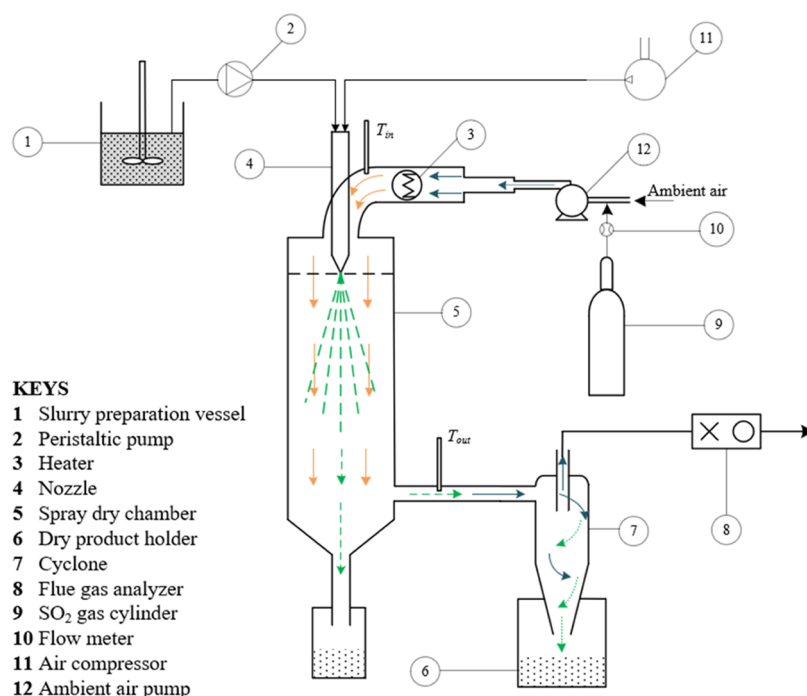 2
11
1
T_in
3
4
12
Ambient air
10
5
9
KEYS
1 Slurry preparation vessel
2 Peristaltic pump
3 Heater
4 Nozzle
5 Spray dry chamber
6 Dry product holder
7 Cyclone
8 Flue gas analyzer
9 SO₂ gas cylinder
10 Flow meter
11 Air compressor
12 Ambient air pump
T_out
7
8
6